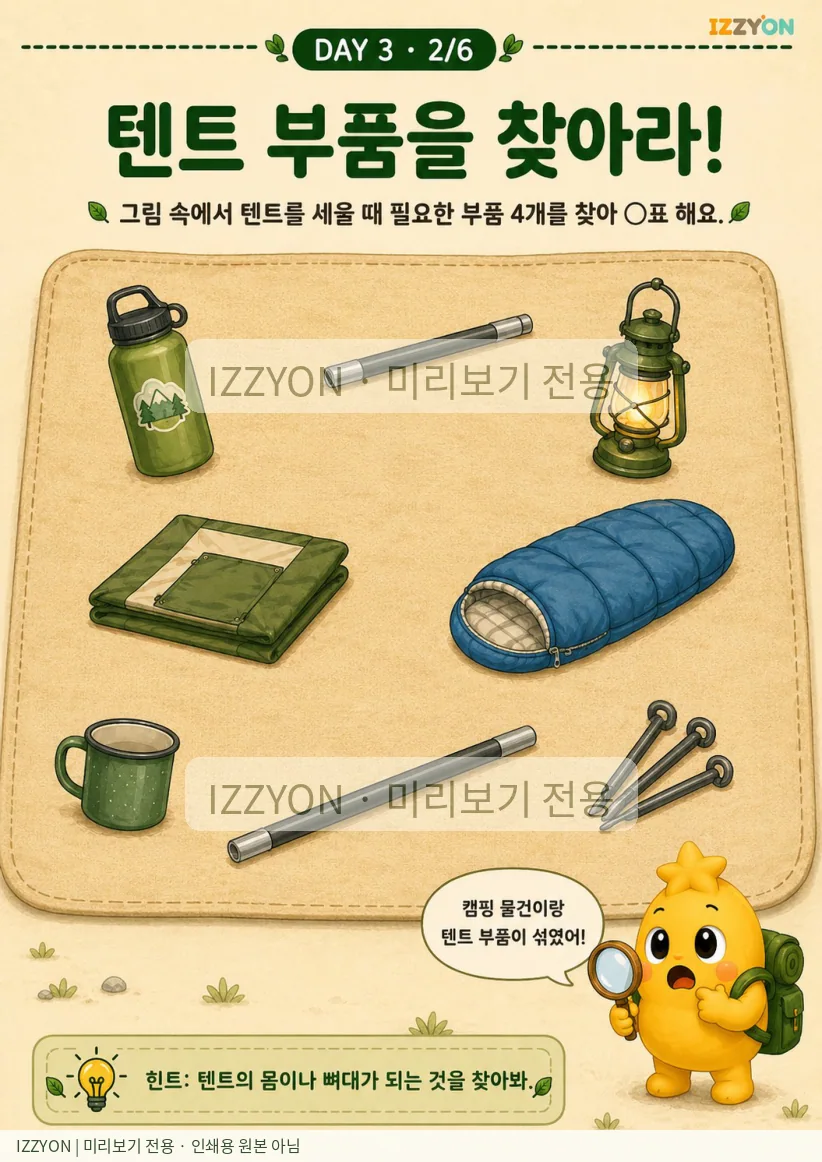 IZZYON
DAY 3 · 2/6
텐트 부품을 찾아라!
그림 속에서 텐트를 세울 때 필요한 부품 4개를 찾아 ○표 해요.
IZZYON · 미리보기 전용
IZZYON · 미리보기 전용
캠핑 물건이랑
텐트 부품이 섞였어!
힌트: 텐트의 몸이나 뼈대가 되는 것을 찾아봐.
IZZYON | 미리보기 전용 · 인쇄용 원본 아님